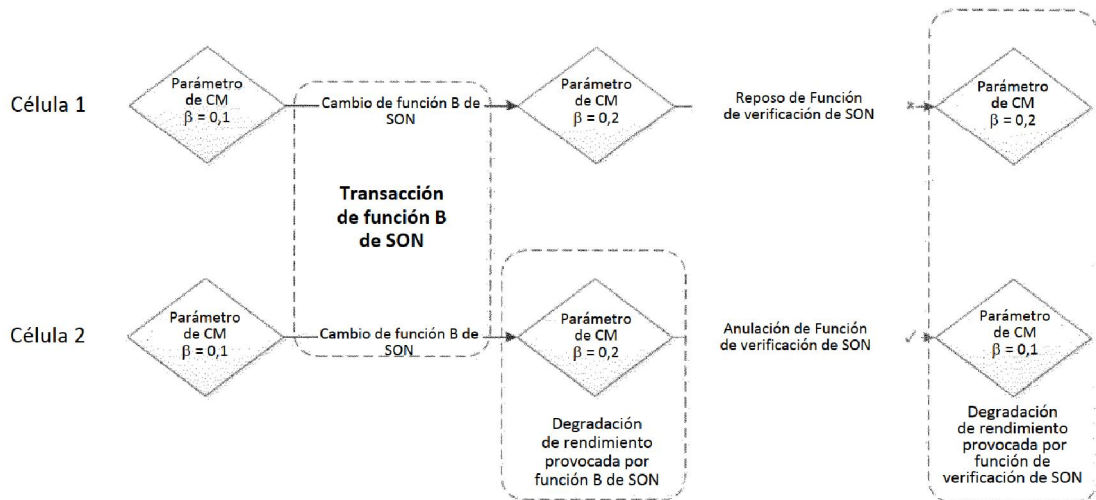 Célula 1
Parámetro
de CM
β = 0,1
Cambio de función B de
SON
Parámetro
de CM
β = 0,2
Reposo de Función
de verificación de SON
Parámetro
de CM
β = 0,2
Transacción
de función B
de SON
Célula 2
Parámetro
de CM
β = 0,1
Cambio de función B de
SON
Parámetro
de CM
β = 0,2
Anulación de Función
de verificación de SON
Parámetro
de CM
β = 0,1
Degradación
de rendimiento
provocada por
función B de SON
Degradación
de rendimiento
provocada por
función de
verificación de SON